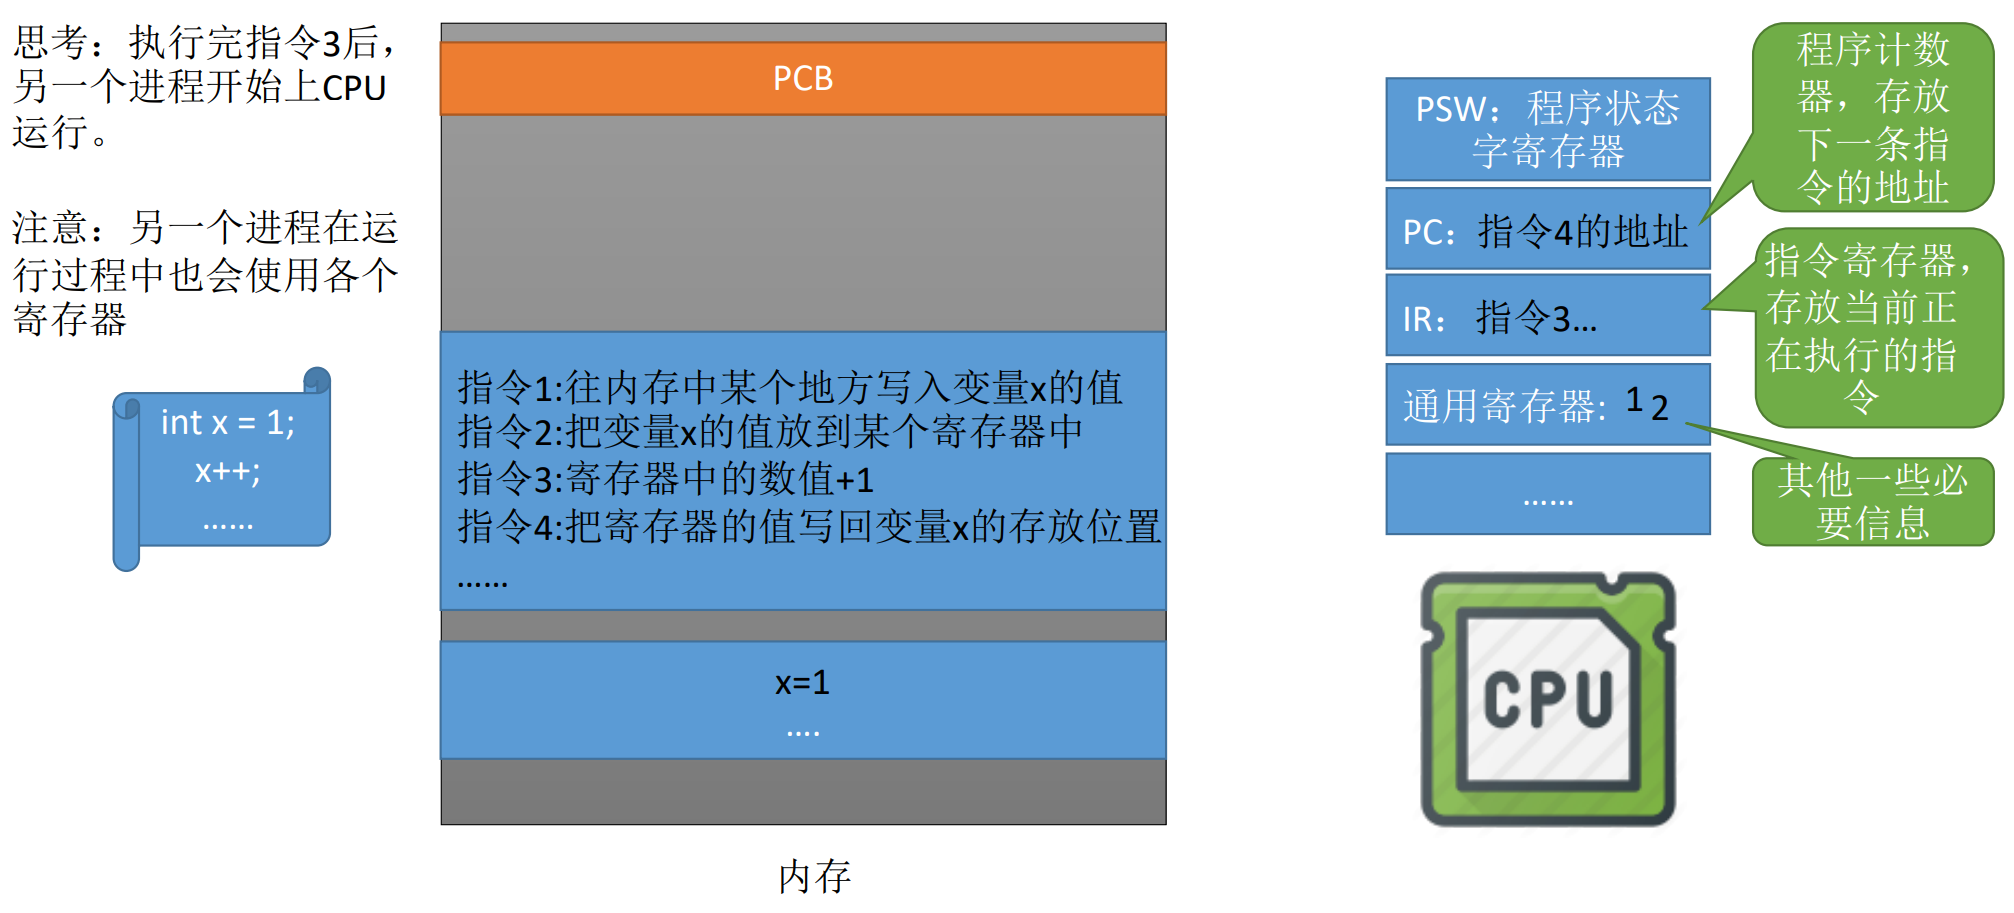 思考：执行完指令3后，
另一个进程开始上CPU
运行。
注意：另一个进程在运
行过程中也会使用各个
寄存器
int x = 1;
x++;
……
PCB
指令1:往内存中某个地方写入变量x的值
指令2:把变量x的值放到某个寄存器中
指令3:寄存器中的数值+1
指令4:把寄存器的值写回变量x的存放位置
……
x=1
….
内存
PSW：程序状态
字寄存器
PC：指令4的地址
IR： 指令3…
通用寄存器: 1 2
……
程序计数
器，存放
下一条指
令的地址
指令寄存器，
存放当前正
在执行的指
令
其他一些必
要信息
CPU